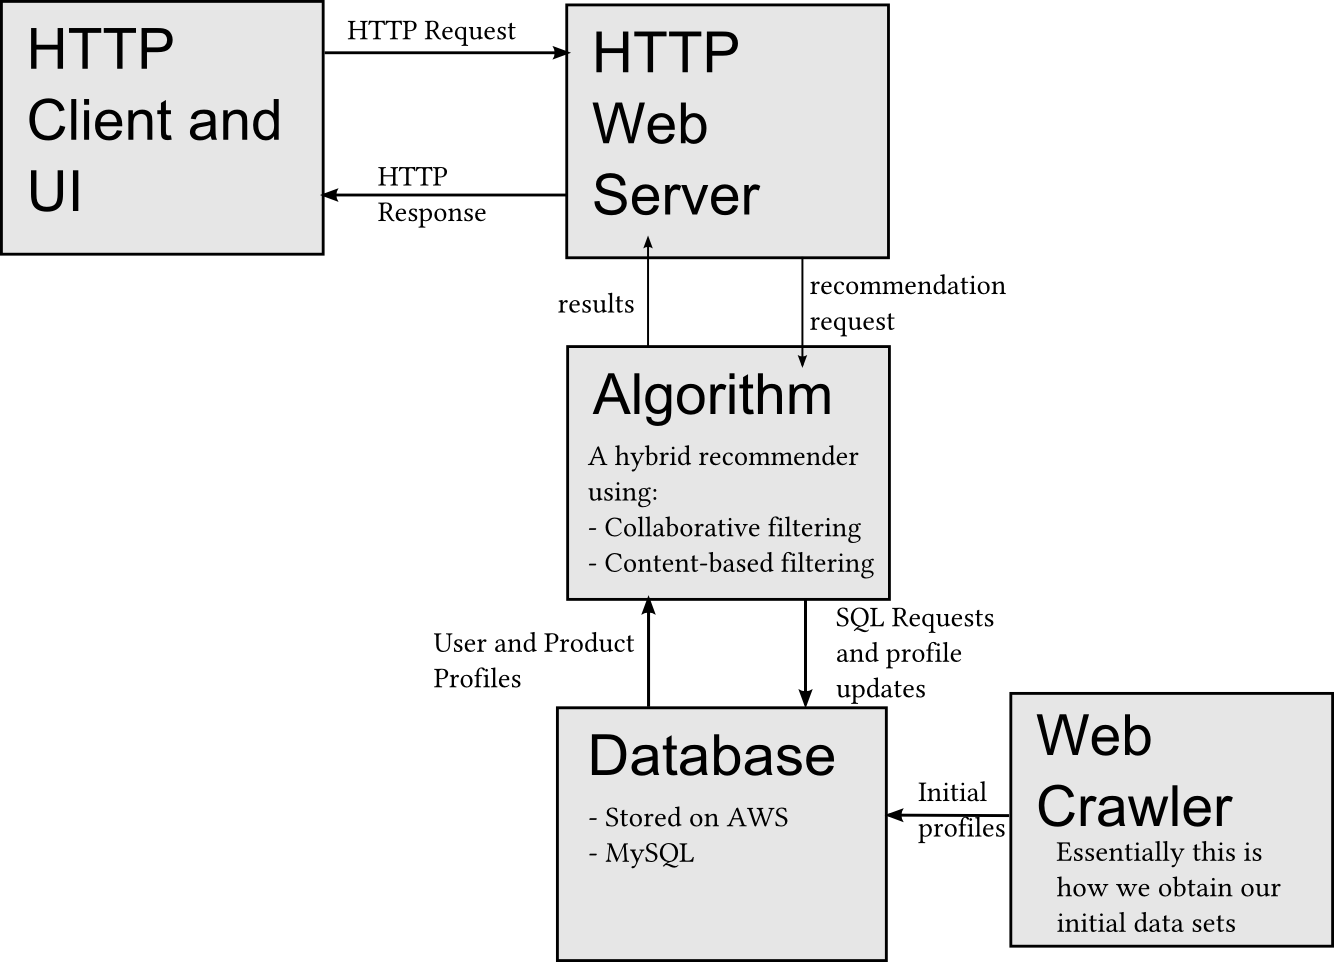 HTTP
Client and
UI
HTTP Request
HTTP
Response
HTTP
Web
Server
results
recommendation
request
Algorithm
A hybrid recommender
using:
- Collaborative filtering
- Content-based filtering
User and Product
Profiles
SQL Requests
and profile
updates
Database
- Stored on AWS
- MySQL
Initial
profiles
Web
Crawler
Essentially this is
how we obtain our
initial data sets